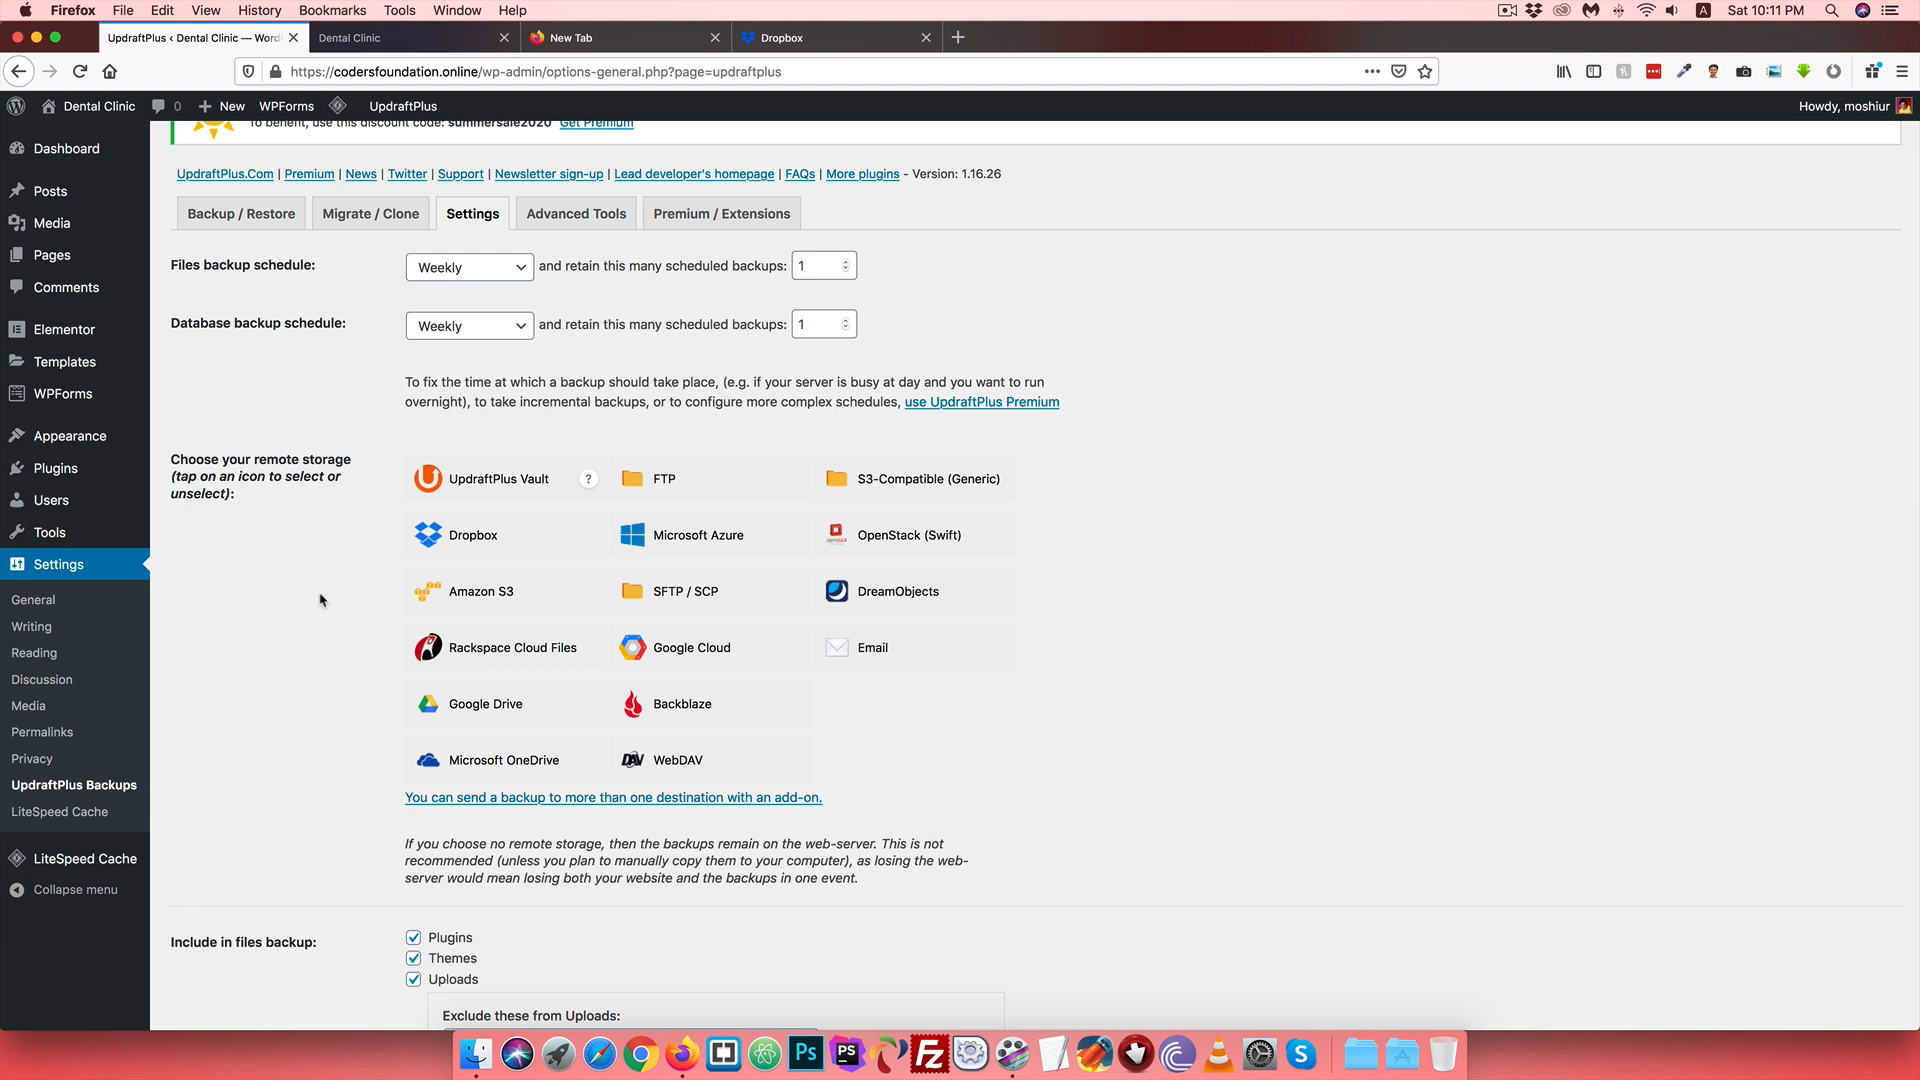 Firefox File Edit View History Bookmarks Tools Window Help Sat 10:11 PM
UpdraftPlus ‹ Dental Clinic — Word Dental Clinic New Tab Dropbox
https://codersfoundation.online/wp-admin/options-general.php?page=updraftplus
Dental Clinic 0 New WPForms UpdraftPlus Howdy, moshiur
To benefit, use this discount code: summersale2020 Get Premium
UpdraftPlus.Com | Premium | News | Twitter | Support | Newsletter sign-up | Lead developer's homepage | FAQs | More plugins - Version: 1.16.26
Backup / Restore Migrate / Clone Settings Advanced Tools Premium / Extensions
Files backup schedule: Weekly and retain this many scheduled backups: 1
Database backup schedule: Weekly and retain this many scheduled backups: 1
To fix the time at which a backup should take place, (e.g. if your server is busy at day and you want to run
overnight), to take incremental backups, or to configure more complex schedules, use UpdraftPlus Premium
Choose your remote storage
(tap on an icon to select or
unselect):
UpdraftPlus Vault ? FTP S3-Compatible (Generic)
Dropbox Microsoft Azure OpenStack (Swift)
Amazon S3 SFTP / SCP DreamObjects
Rackspace Cloud Files Google Cloud Email
Google Drive Backblaze
Microsoft OneDrive WebDAV
You can send a backup to more than one destination with an add-on.
If you choose no remote storage, then the backups remain on the web-server. This is not
recommended (unless you plan to manually copy them to your computer), as losing the web-
server would mean losing both your website and the backups in one event.
Include in files backup:
Plugins
Themes
Uploads
Exclude these from Uploads:
Dashboard
Posts
Media
Pages
Comments
Elementor
Templates
WPForms
Appearance
Plugins
Users
Tools
Settings
General
Writing
Reading
Discussion
Media
Permalinks
Privacy
UpdraftPlus Backups
LiteSpeed Cache
LiteSpeed Cache
Collapse menu